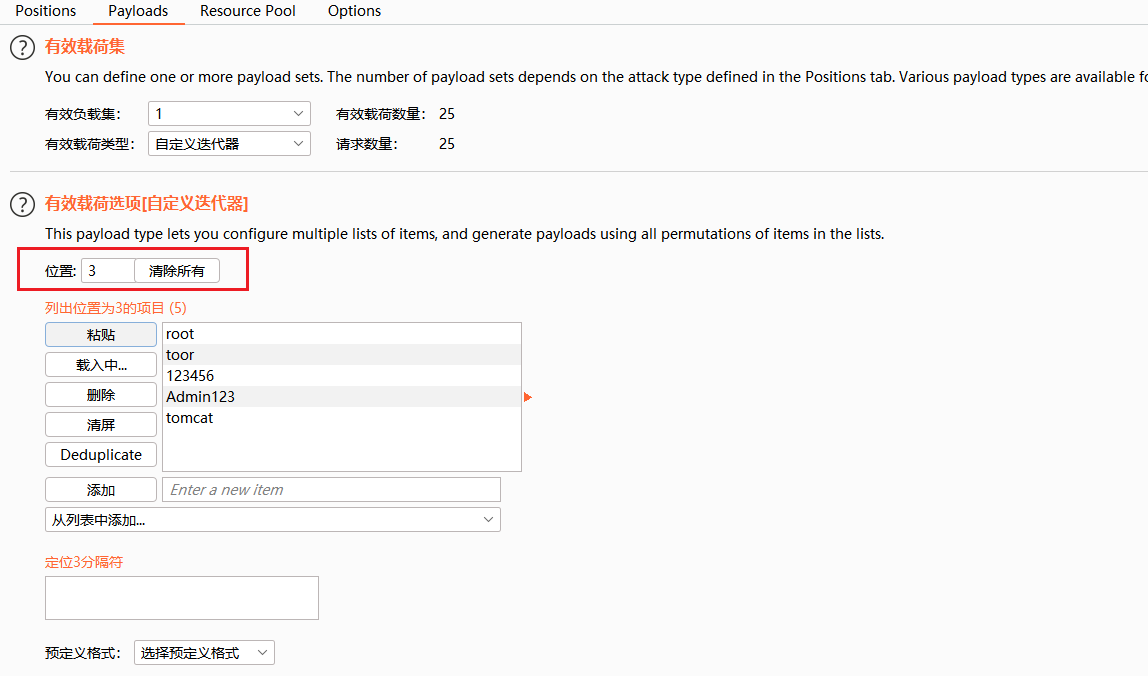 Positions Payloads Resource Pool Options
? 有效载荷集
You can define one or more payload sets. The number of payload sets depends on the attack type defined in the Positions tab. Various payload types are available fo
有效负载集: 1 有效载荷数量: 25
有效载荷类型: 自定义迭代器 请求数量: 25
? 有效载荷选项[自定义迭代器]
This payload type lets you configure multiple lists of items, and generate payloads using all permutations of items in the lists.
位置: 3 清除所有
列出位置为3的项目 (5)
粘贴 root
toor
载入中... 123456
删除 Admin123
清屏 tomcat
Deduplicate
添加 Enter a new item
从列表中添加...
定位3分隔符
预定义格式: 选择预定义格式